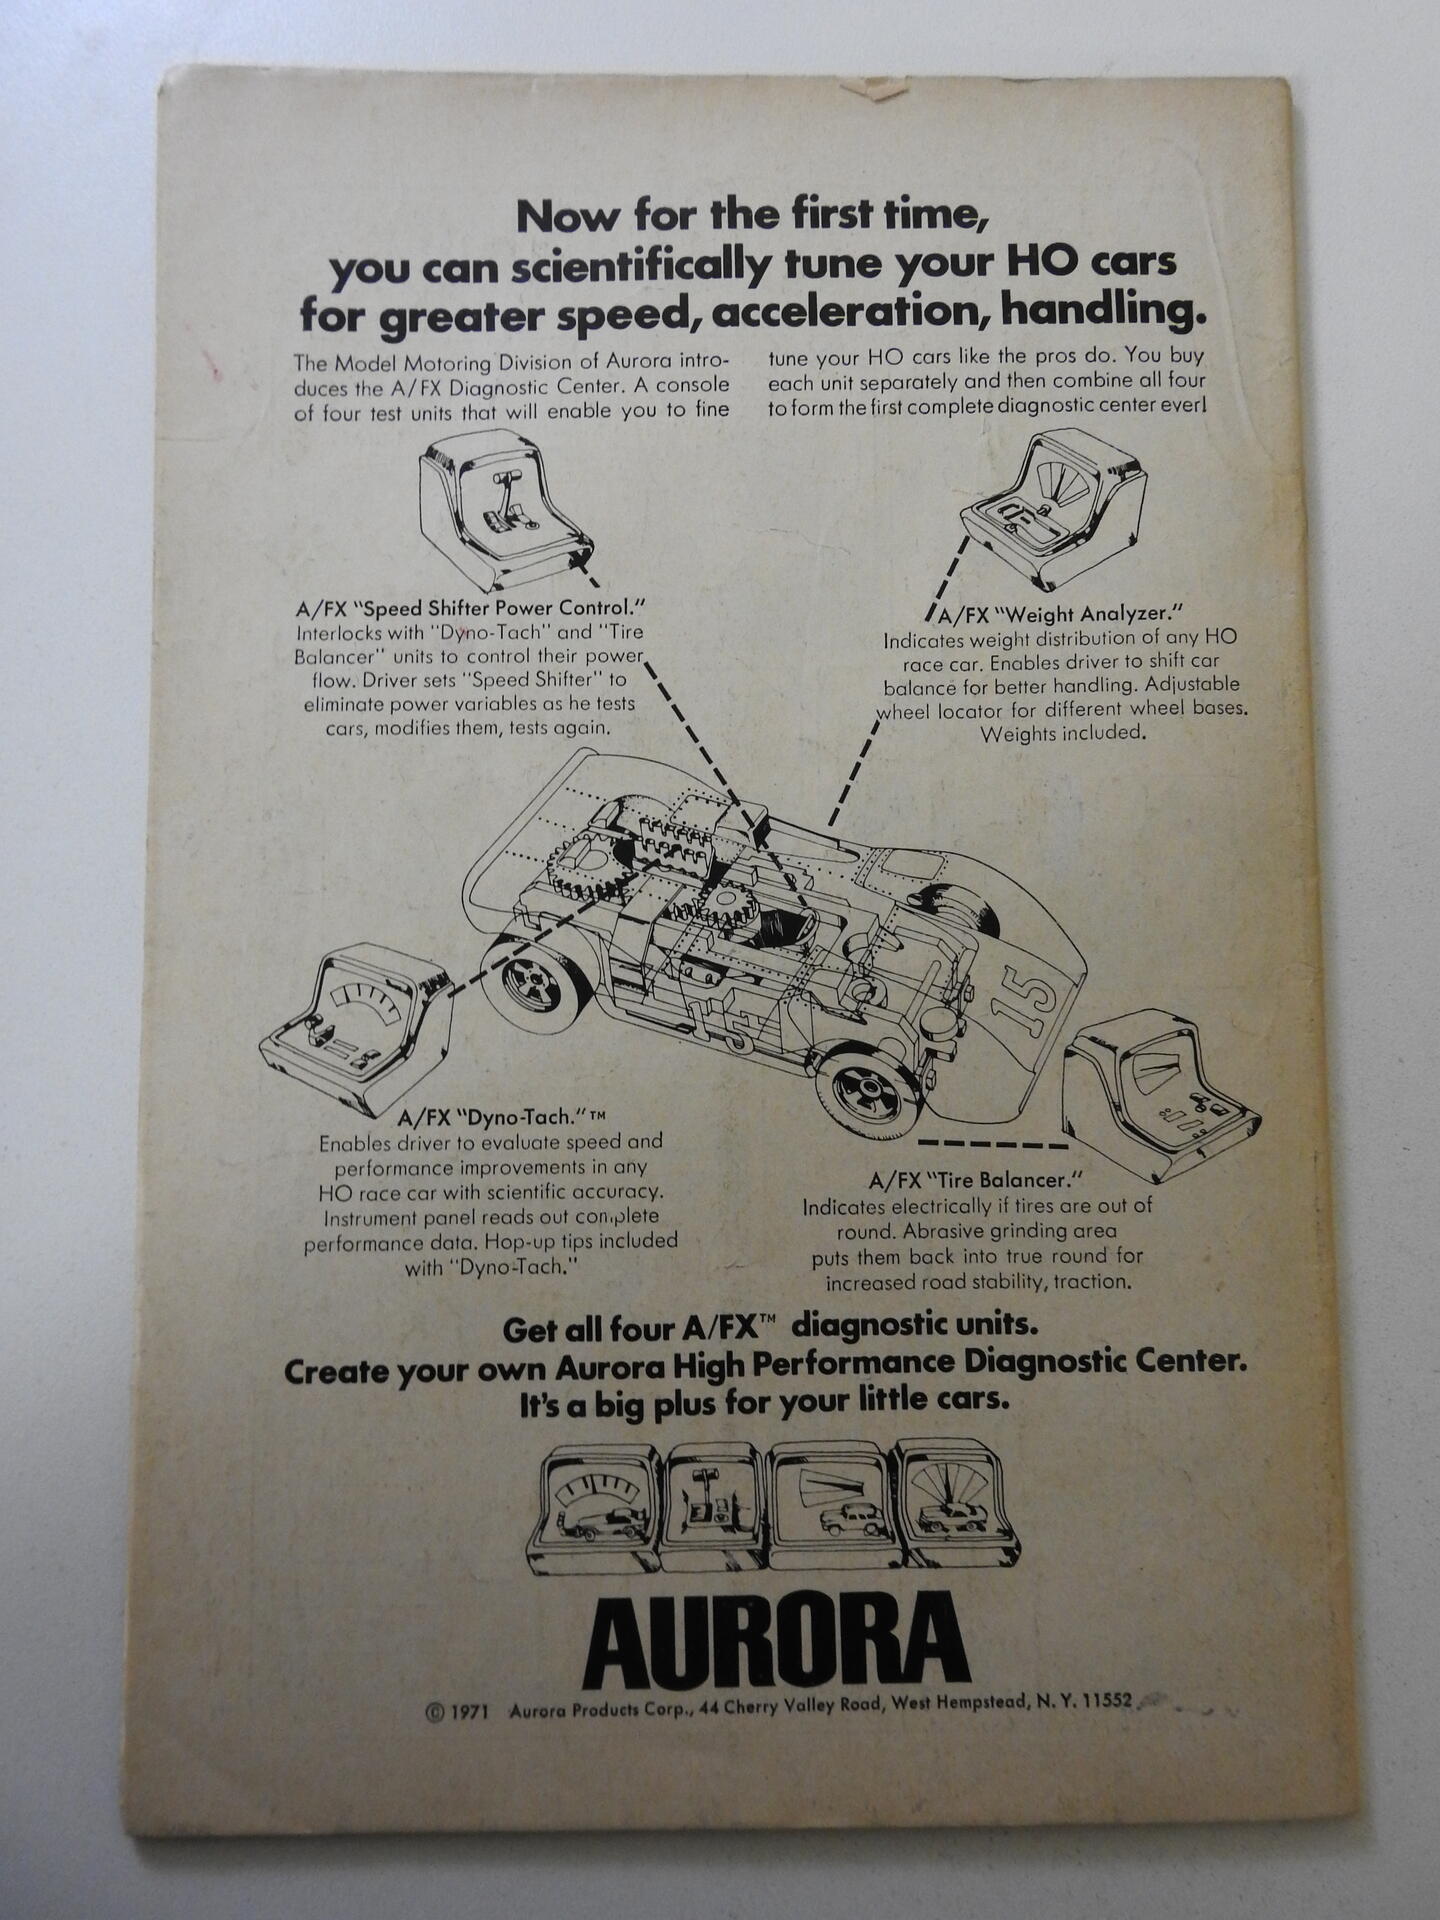 Now for the first time,
you can scientifically tune your HO cars
for greater speed, acceleration, handling.
The Model Motoring Division of Aurora intro-
duces the A/FX Diagnostic Center. A console
of four test units that will enable you to fine
tune your HO cars like the pros do. You buy
each unit separately and then combine all four
to form the first complete diagnostic center ever!
A/FX "Speed Shifter Power Control."
Interlocks with "Dyno-Tach" and "Tire
Balancer" units to control their power
flow. Driver sets "Speed Shifter" to
eliminate power variables as he tests
cars, modifies them, tests again.
A/FX "Weight Analyzer."
Indicates weight distribution of any HO
race car. Enables driver to shift car
balance for better handling. Adjustable
wheel locator for different wheel bases.
Weights included.
15
15
A/FX "Dyno-Tach."™
Enables driver to evaluate speed and
performance improvements in any
HO race car with scientific accuracy.
Instrument panel reads out complete
performance data. Hop-up tips included
with "Dyno-Tach."
A/FX "Tire Balancer."
Indicates electrically if tires are out of
round. Abrasive grinding area
puts them back into true round for
increased road stability, traction.
Get all four A/FX™ diagnostic units.
Create your own Aurora High Performance Diagnostic Center.
It's a big plus for your little cars.
AURORA
© 1971 Aurora Products Corp., 44 Cherry Valley Road, West Hempstead, N. Y. 11552